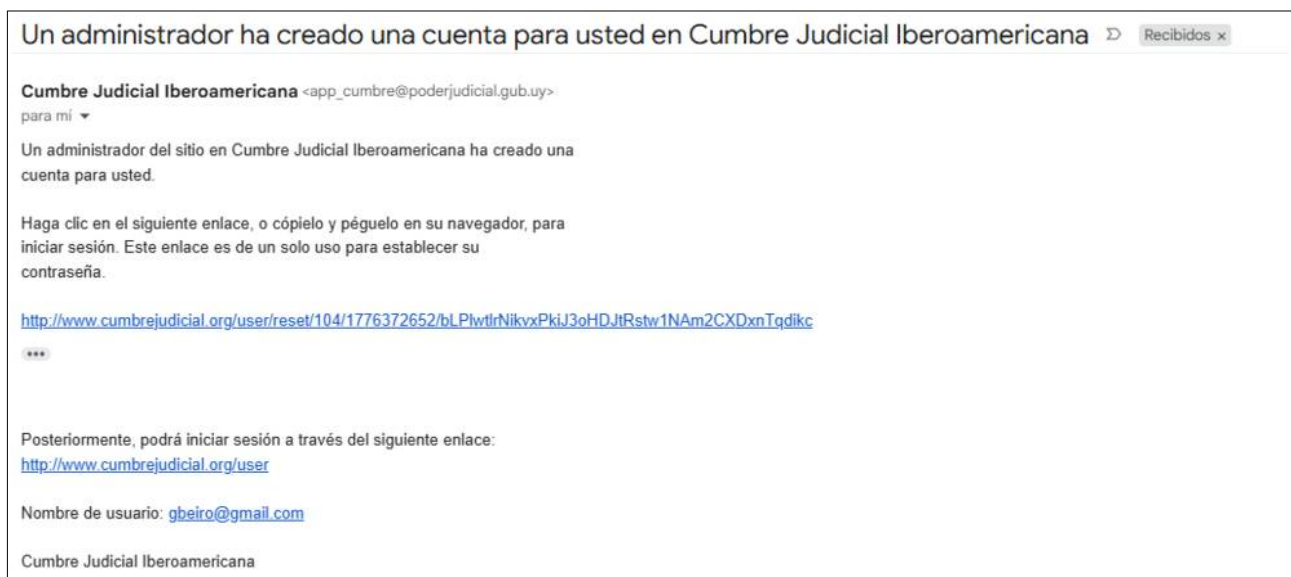 Un administrador ha creado una cuenta para usted en Cumbre Judicial Iberoamericana Recibidos ×
Cumbre Judicial Iberoamericana <app_cumbre@poderjudicial.gub.uy>
para mí
Un administrador del sitio en Cumbre Judicial Iberoamericana ha creado una
cuenta para usted.
Haga clic en el siguiente enlace, o cópielo y péguelo en su navegador, para
iniciar sesión. Este enlace es de un solo uso para establecer su
contraseña.
http://www.cumbrejudicial.org/user/reset/104/1776372652/bLPlwtlrNikvxPkiJ3oHDJtRstw1NAm2CXDxnTqdikc
Posteriormente, podrá iniciar sesión a través del siguiente enlace:
http://www.cumbrejudicial.org/user
Nombre de usuario: gbeiro@gmail.com
Cumbre Judicial Iberoamericana